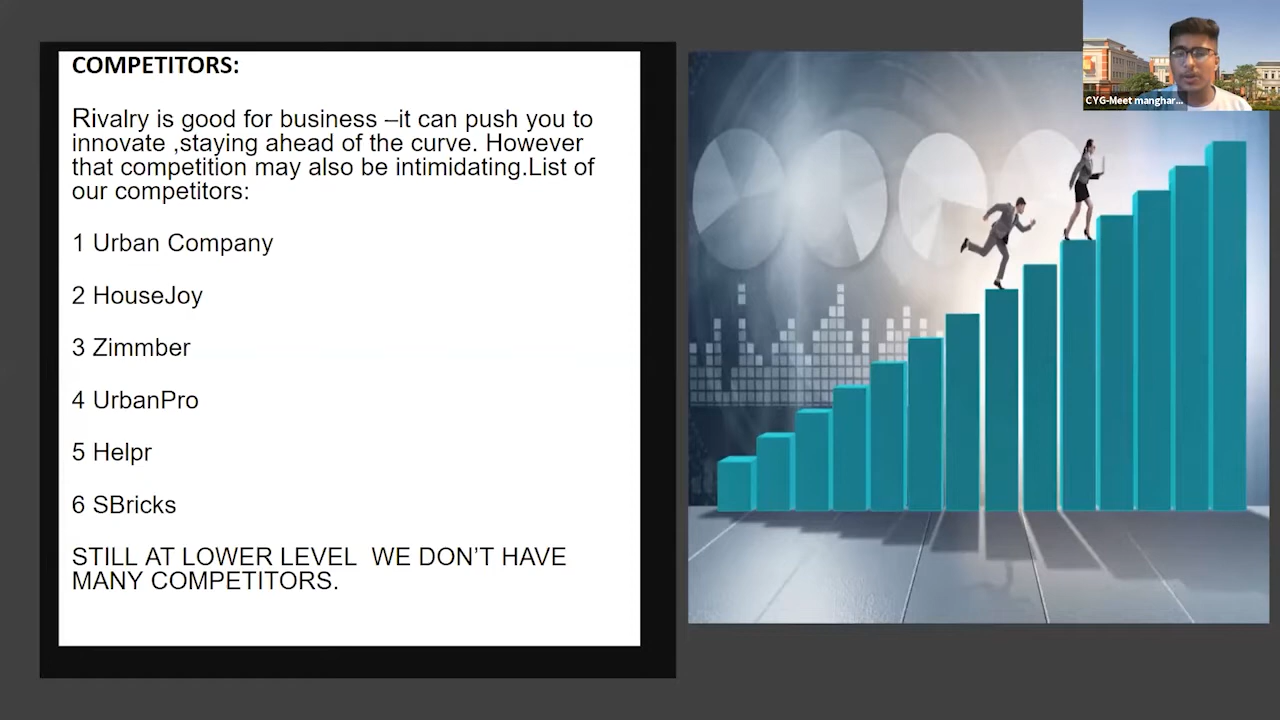 COMPETITORS:
Rivalry is good for business –it can push you to
innovate ,staying ahead of the curve. However
that competition may also be intimidating.List of
our competitors:
1 Urban Company
2 HouseJoy
3 Zimmber
4 UrbanPro
5 Helpr
6 SBricks
STILL AT LOWER LEVEL  WE DON’T HAVE
MANY COMPETITORS.
CYG-Meet manghar...